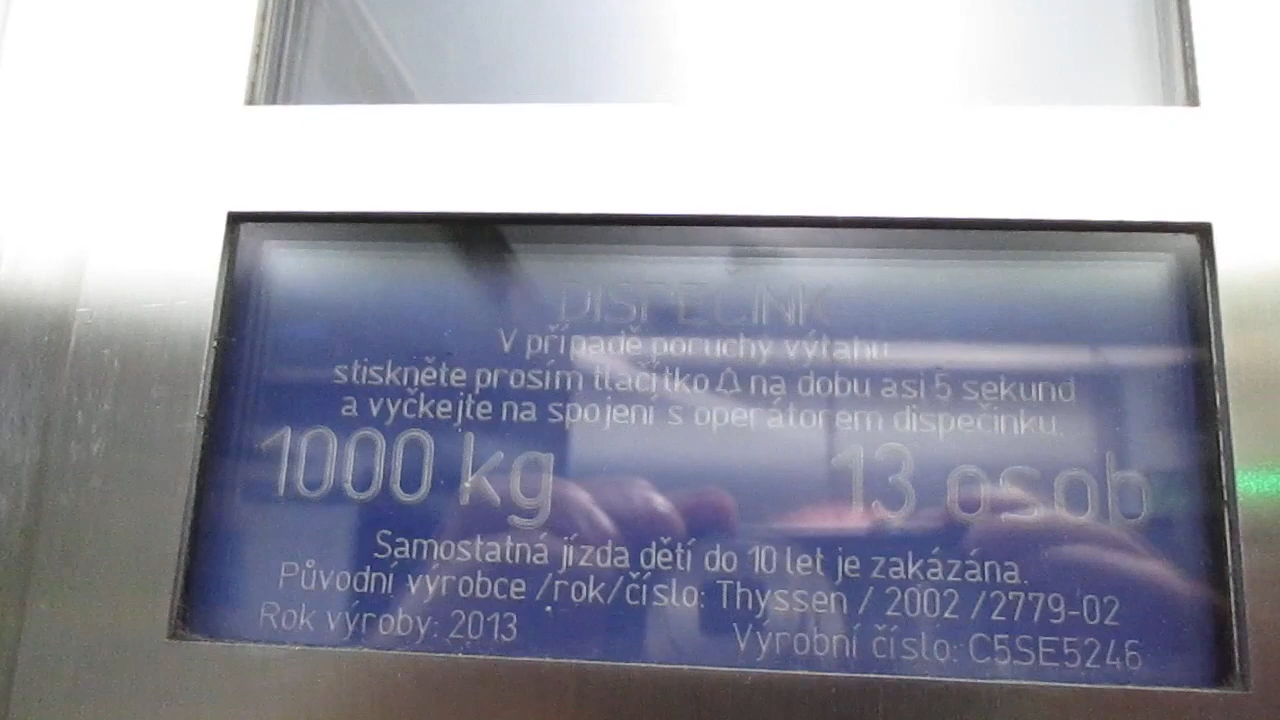 DISPEČINK
V případě poruchy výtahu
stiskněte prosím tlačítko na dobu asi 5 sekund
a vyčkejte na spojení s operátorem dispečinku.
1000 kg 13 osob
Samostatná jízda dětí do 10 let je zakázána.
Původní výrobce /rok/číslo: Thyssen / 2002 /2779-02
Rok výroby: 2013 Výrobní číslo: C5SE5246